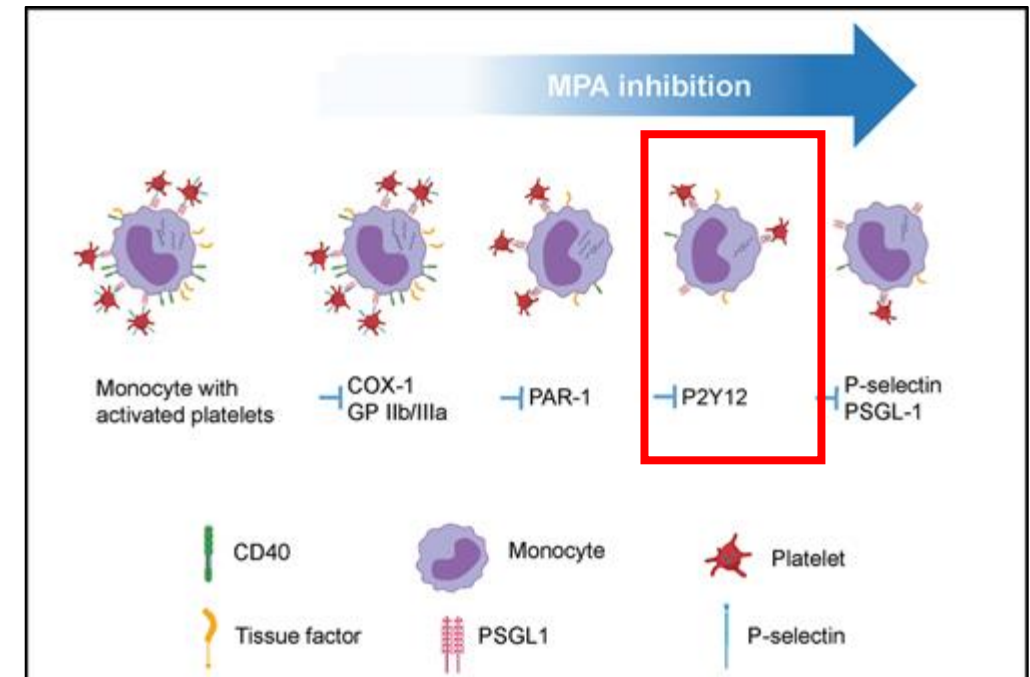 MPA inhibition
Monocyte with
activated platelets
COX-1
GP IIb/IIIa
PAR-1
P2Y12
P-selectin
PSGL-1
CD40
Monocyte
Platelet
Tissue factor
PSGL1
P-selectin